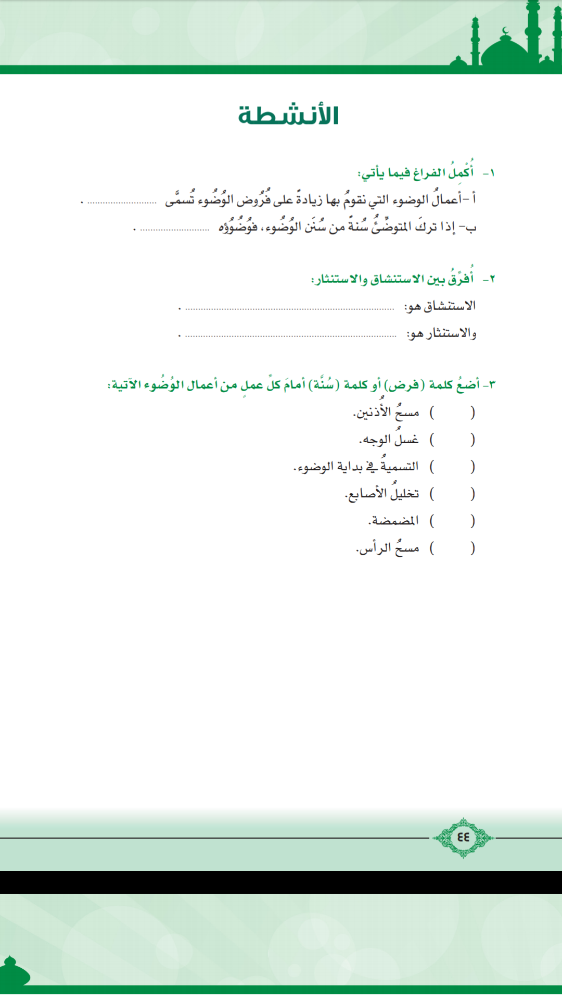 الأنشطة
١- أُكْمِلُ الفراغ فيما يأتي:
أ -أعمالُ الوضوء التي نقومُ بها زيادةً على فُرُوض الوُضُوء تُسمَّى ........................... .
ب- إذا تركَ المتوضِّئُ سُنةً من سُنَن الوُضُوء، فوُضُوُؤه ........................... .
٢- أُفرِّقُ بين الاستنشاق والاستنثار:
الاستنشاق هو: ................................................................................. .
والاستنثار هو: ................................................................................. .
٣- أضعُ كلمة (فرض) أو كلمة (سُنَّة) أمامَ كلِّ عملٍ من أعمال الوُضُوء الآتية:
( ) مسحُ الأُذنين.
( ) غسلُ الوجه.
( ) التسميةُ في بداية الوضوء.
( ) تخليلُ الأصابع.
( ) المضمضة.
( ) مسحُ الرأس.
٤٤